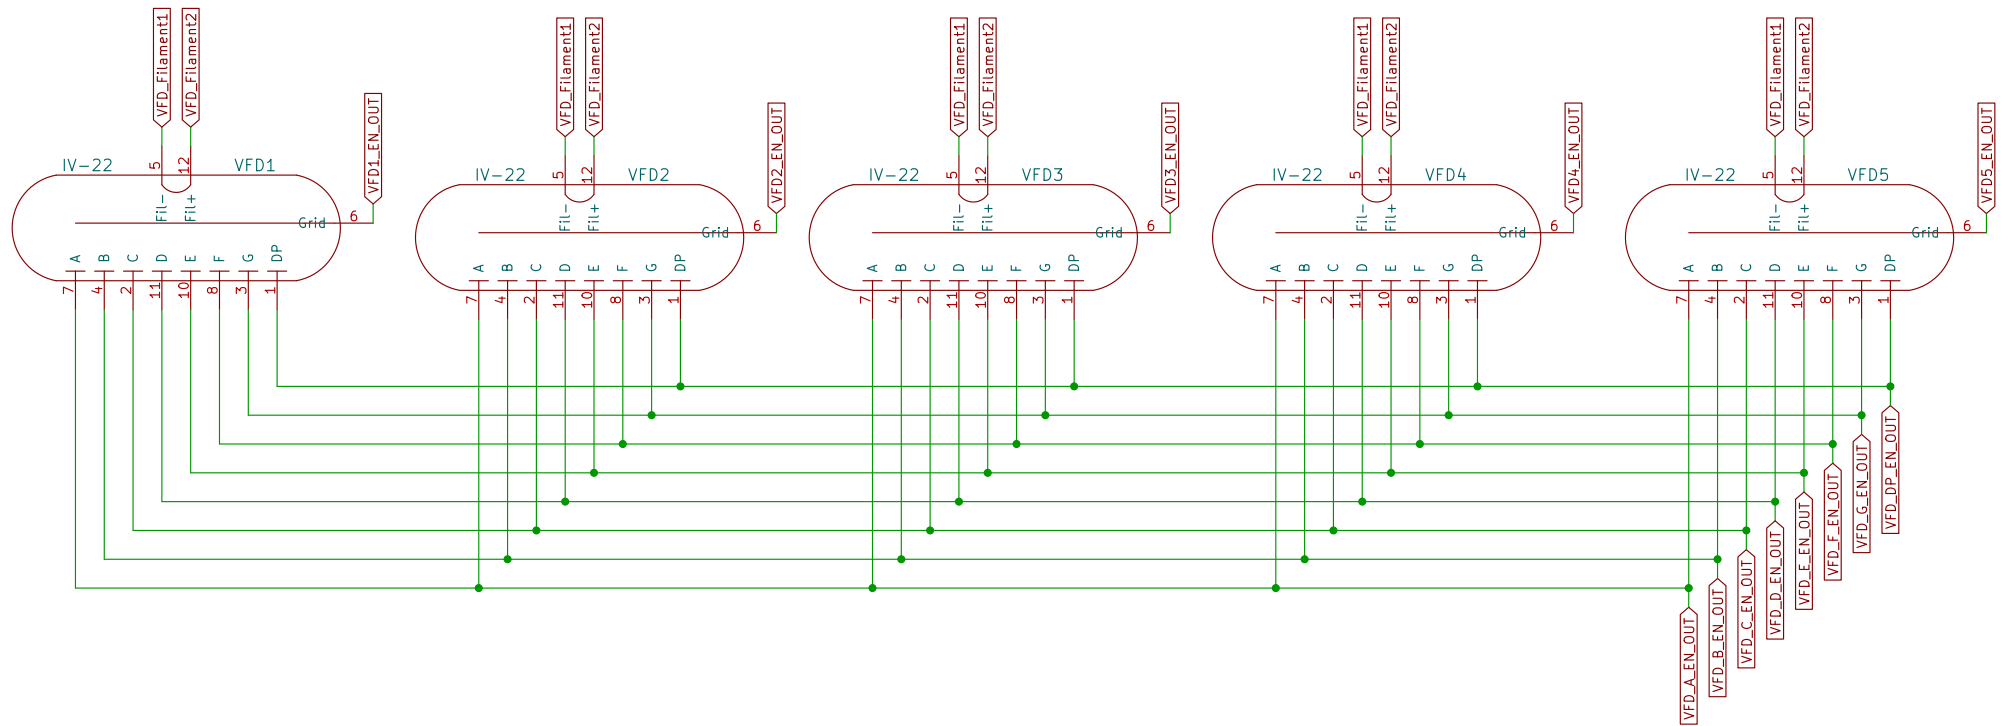 VFD_Filament1
VFD_Filament2
VFD1_EN_OUT
IV-22
VFD1
5
12
Fil-
Fil+
Grid
6
A
B
C
D
E
F
G
DP
7
4
2
11
10
8
3
1
VFD_Filament1
VFD_Filament2
VFD2_EN_OUT
IV-22
VFD2
5
12
Fil-
Fil+
Grid
6
A
B
C
D
E
F
G
DP
7
4
2
11
10
8
3
1
VFD_Filament1
VFD_Filament2
VFD3_EN_OUT
IV-22
VFD3
5
12
Fil-
Fil+
Grid
6
A
B
C
D
E
F
G
DP
7
4
2
11
10
8
3
1
VFD_Filament1
VFD_Filament2
VFD4_EN_OUT
IV-22
VFD4
5
12
Fil-
Fil+
Grid
6
A
B
C
D
E
F
G
DP
7
4
2
11
10
8
3
1
VFD_Filament1
VFD_Filament2
VFD5_EN_OUT
IV-22
VFD5
5
12
Fil-
Fil+
Grid
6
A
B
C
D
E
F
G
DP
7
4
2
11
10
8
3
1
VFD_A_EN_OUT
VFD_B_EN_OUT
VFD_C_EN_OUT
VFD_D_EN_OUT
VFD_E_EN_OUT
VFD_F_EN_OUT
VFD_G_EN_OUT
VFD_DP_EN_OUT